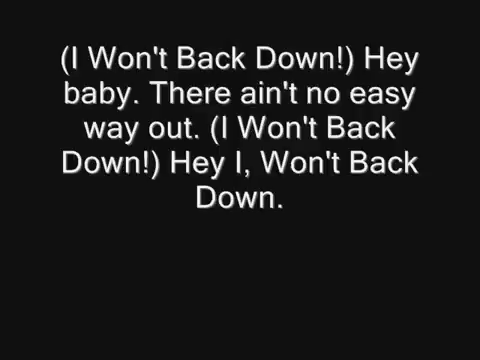 (I Won't Back Down!) Hey
baby. There ain't no easy
way out. (I Won't Back
Down!) Hey I, Won't Back
Down.